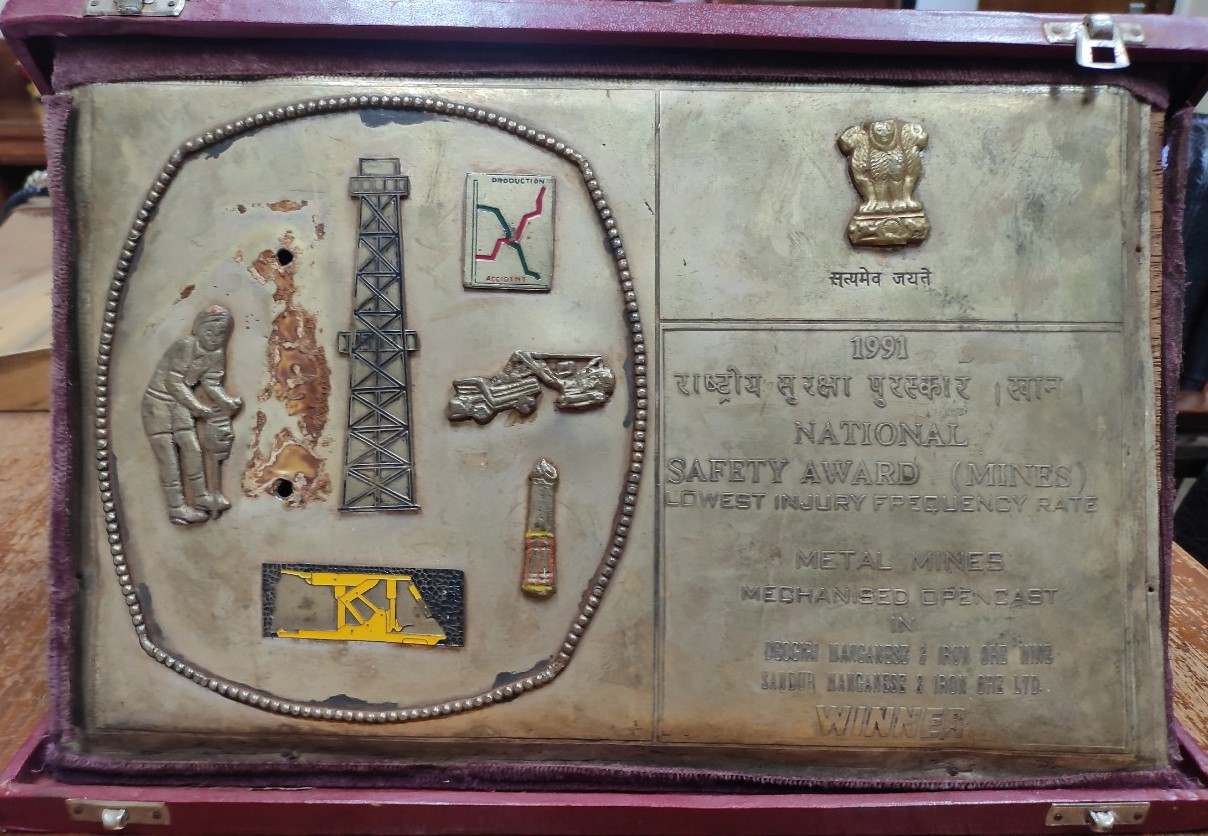 PRODUCTION
ACCIDENT
सत्यमेव जयते
1991
राष्ट्रीय सुरक्षा पुरस्कार (खान)
NATIONAL
SAFETY AWARD (MINES)
LOWEST INJURY FREQUENCY RATE
METAL MINES
MECHANISED OPENCAST
IN
DEOGIRI MANGANESE & IRON ORE MINE
SANDUR MANGANESE & IRON ORE LTD.
WINNER